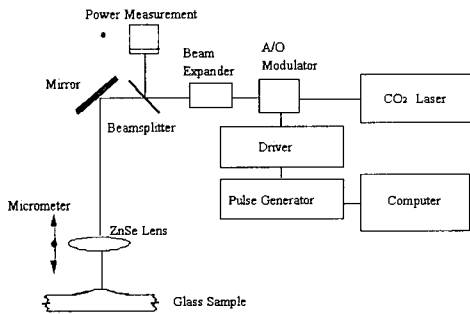 Power Measurement
A/O
Modulator
Beam
Expander
Mirror
CO₂ Laser
Beamsplitter
Driver
Pulse Generator
Computer
Micrometer
ZnSe Lens
Glass Sample